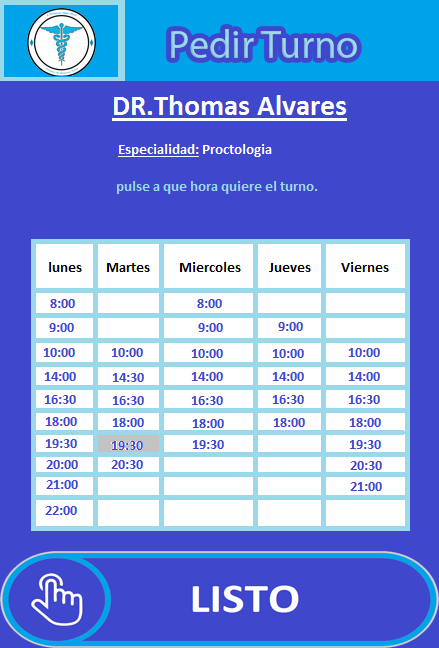 Pedir Turno
DR.Thomas Alvares
Especialidad: Proctologia
pulse a que hora quiere el turno.
lunes Martes Miercoles Jueves Viernes
8:00 8:00
9:00 9:00 9:00
10:00 10:00 10:00 10:00 10:00
14:00 14:30 14:00 14:00 14:00
16:30 16:30 16:30 16:30 16:30
18:00 18:00 18:00 18:00 18:00
19:30 19:30 19:30 19:30
20:00 20:30 20:30
21:00 21:00
22:00
LISTO